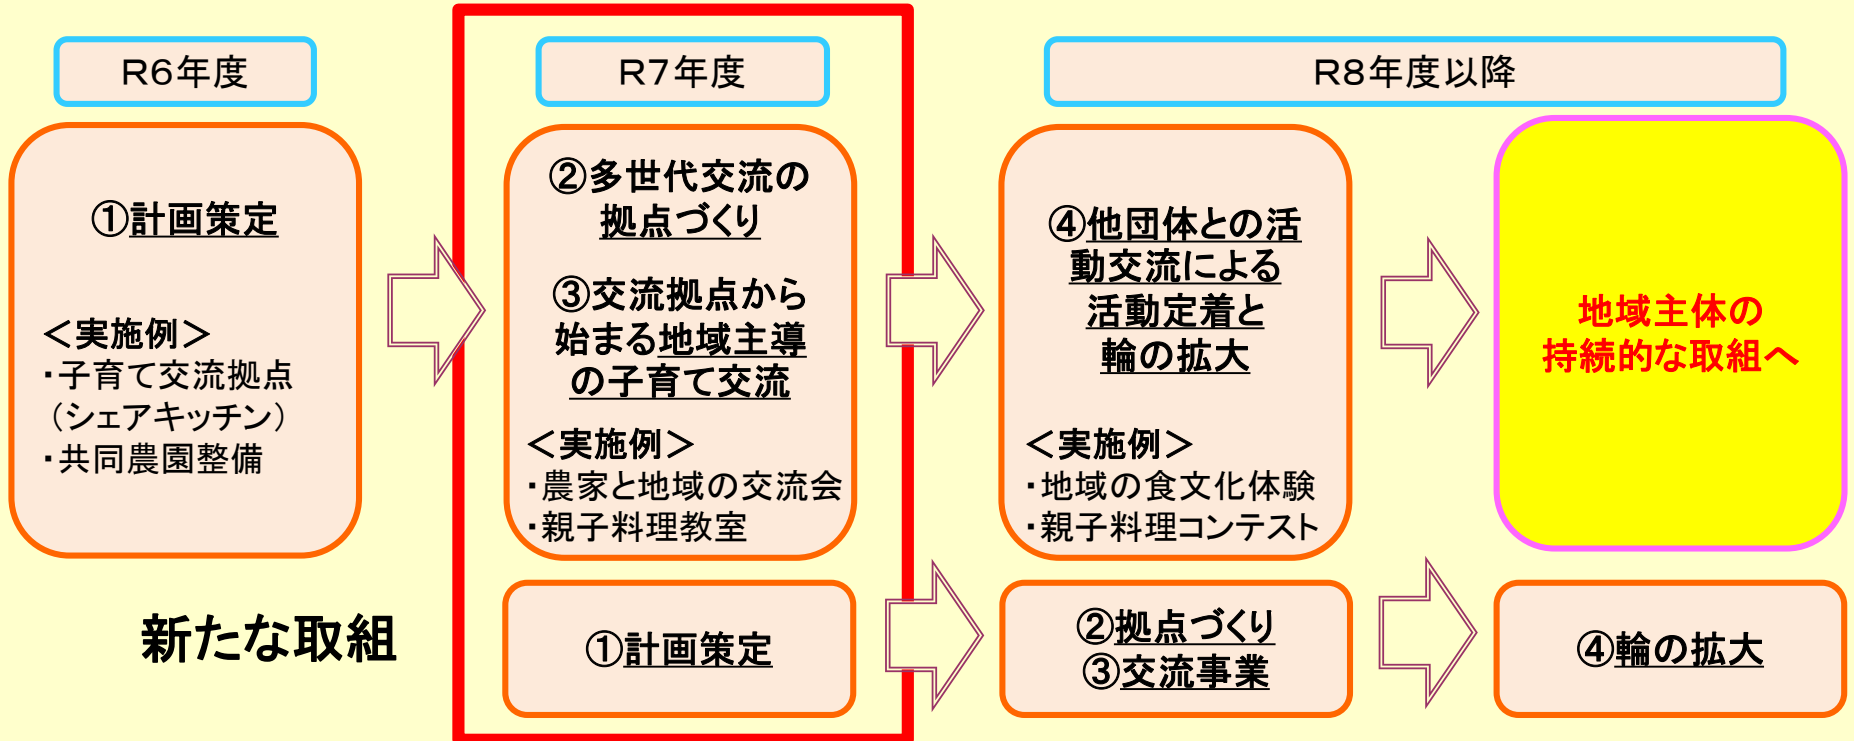 R6年度
R7年度
R8年度以降
①計画策定
＜実施例＞
・子育て交流拠点
（シェアキッチン）
・共同農園整備
②多世代交流の
拠点づくり
③交流拠点から
始まる地域主導
の子育て交流
＜実施例＞
・農家と地域の交流会
・親子料理教室
④他団体との活
動交流による
活動定着と
輪の拡大
＜実施例＞
・地域の食文化体験
・親子料理コンテスト
地域主体の
持続的な取組へ
新たな取組
①計画策定
②拠点づくり
③交流事業
④輪の拡大